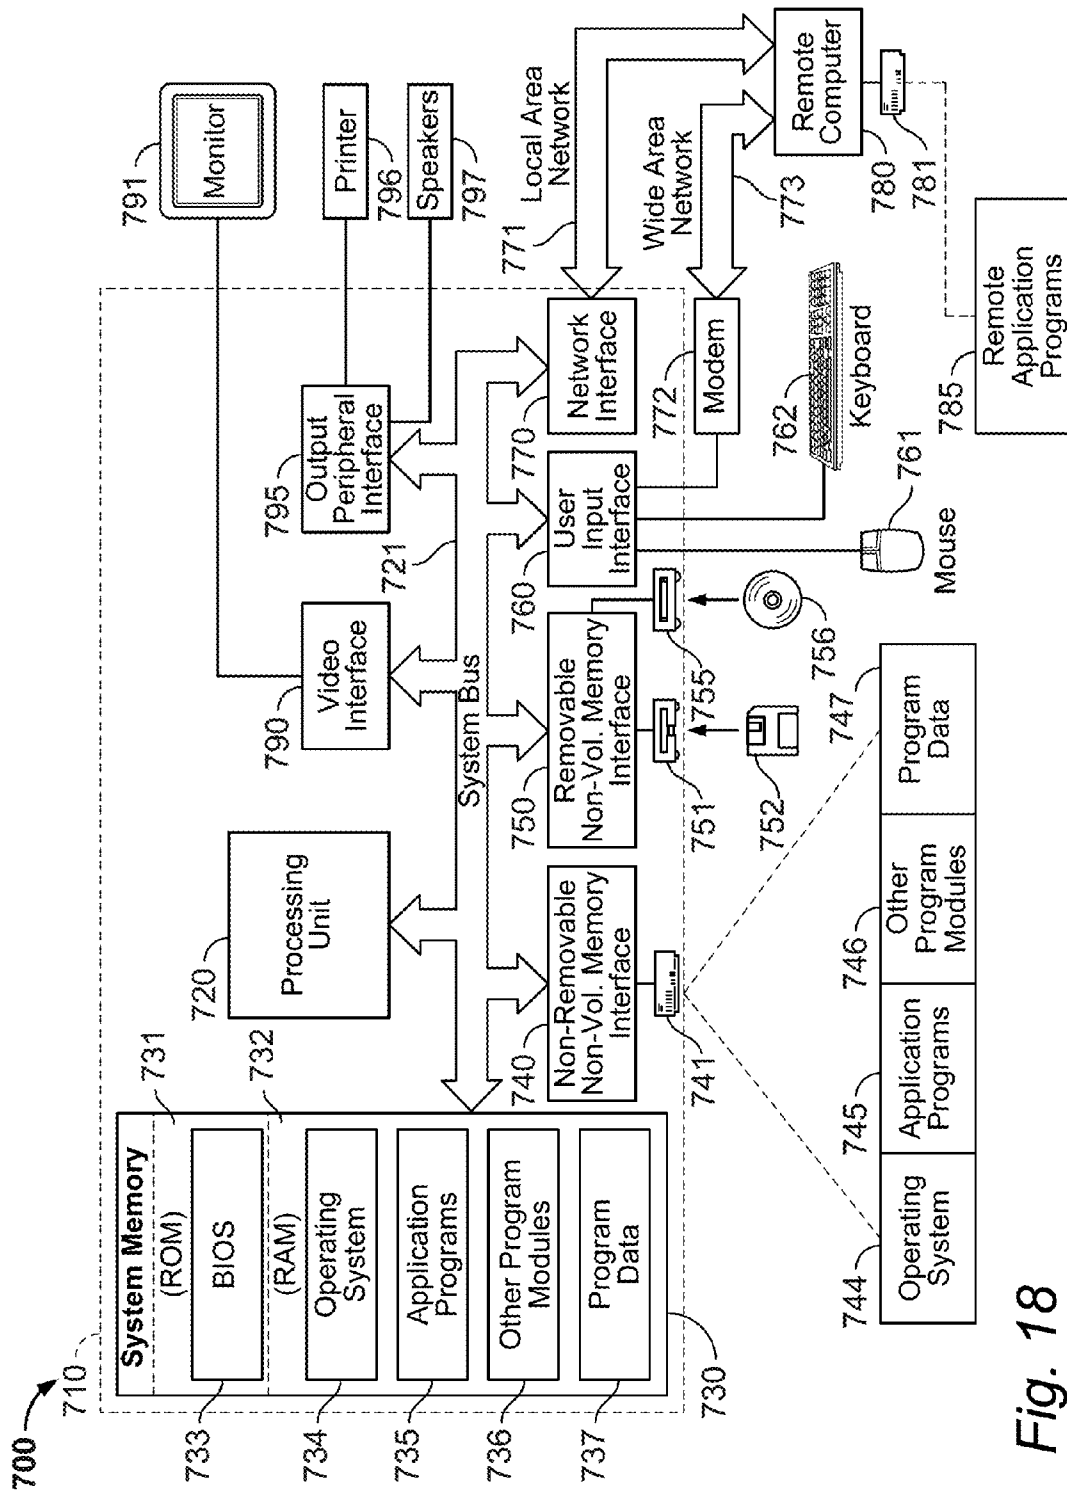 700
710
System Memory
(ROM)
731
BIOS
733
(RAM)
732
Operating
System
734
Application
Programs
735
Other Program
Modules
736
Program
Data
737
730
720
Processing
Unit
790
Video
Interface
795
Output
Peripheral
Interface
791
Monitor
Printer
796
Speakers
797
721
System Bus
740
Non-Removable
Non-Vol. Memory
Interface
741
750
Removable
Non-Vol. Memory
Interface
751
755
752
756
760
User
Input
Interface
770
Network
Interface
771
Local Area
Network
772
Modem
Wide Area
Network
773
Remote
Computer
780
781
762
Keyboard
761
Mouse
785
Remote
Application
Programs
744
Operating
System
745
Application
Programs
746
Other
Program
Modules
747
Program
Data
Fig. 18